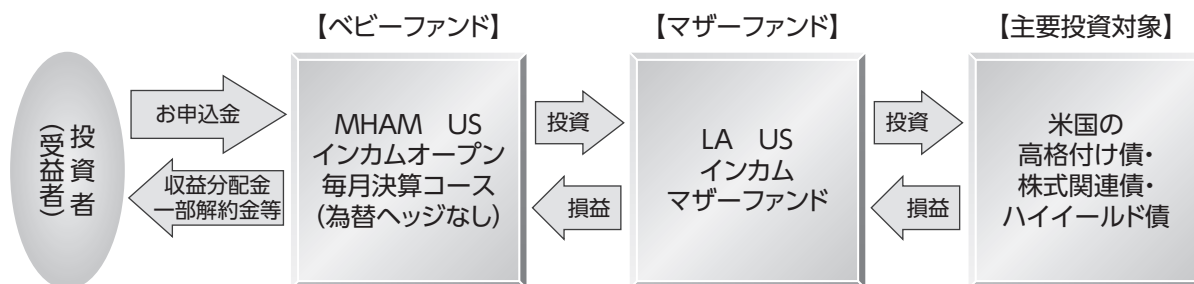 【ベビーファンド】
【マザーファンド】
【主要投資対象】
投資者
(受益者)
お申込金
収益分配金
一部解約金等
MHAM US
インカムオープン
毎月決算コース
(為替ヘッジなし)
投資
損益
LA US
インカム
マザーファンド
投資
損益
米国の
高格付け債・
株式関連債・
ハイイールド債